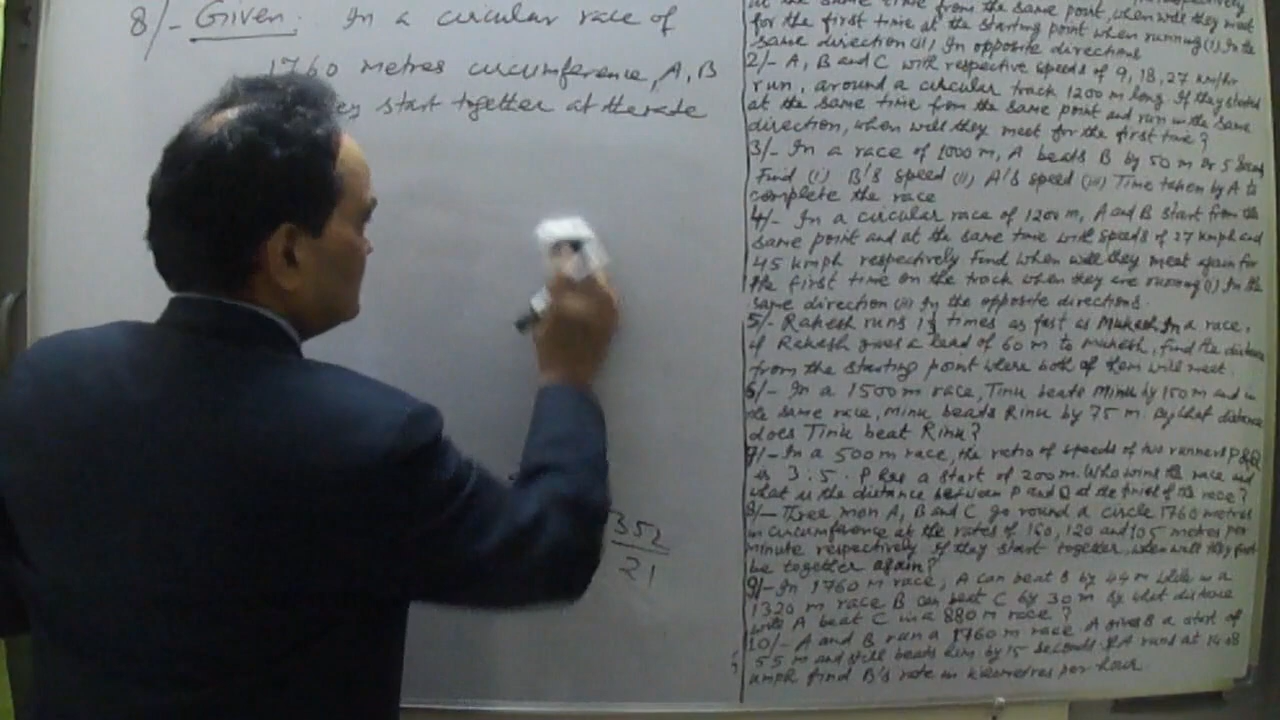 8/- Given: In a circular race of
1760 metres circumference, A, B
start together at the rate
352
21
at the same time from the same point, when will they meet
for the first time at the starting point when running (i) In the
same direction (ii) In opposite directions
2/- A, B and C with respective speeds of 9, 18, 27 km/hr
run, around a circular track 1200 m long. If they started
at the same time from the same point and run in the same
direction, when will they meet for the first time?
3/- In a race of 1000 m, A beats B by 50 m or 5 seconds
Find (i) B's speed (ii) A's speed (iii) Time taken by A to
complete the race
4/- In a circular race of 1200 m, A and B start from the
same point and at the same time with speeds of 27 kmph and
45 kmph respectively Find when will they meet again for
the first time on the track when they are running (i) In the
same direction (ii) In the opposite directions.
5/- Rakesh runs times as fast as Mukesh In a race,
if Rakesh gives a lead of 60 m to Mukesh, find the distance
from the starting point where both of them will meet.
6/- In a 1500 m race, Tinu beats Minu by 150 m and in
the same race, Minu beats Rinu by 75 m. By what distance
does Tinu beat Rinu?
7/- In a 500 m race, the ratio of speeds of two runners P & Q
is 3:5. P has a start of 200 m. Who wins the race and
what is the distance between P and Q at the finish of the race?
8/- Three men A, B and C go round a circle 1760 metres
in circumference at the rates of 160, 120 and 105 metres per
minute respectively If they start together, when will they first
be together again?
9/- In 1760 m race, A can beat B by 44 m while in a
1320 m race B can beat C by 30 m By what distance
will A beat C in a 880 m race?
10/- A and B run a 1760 m race. A gives B a start of
55 m and still beats him by 15 seconds. If A runs at
kmph find B's rate in kilometres per hour